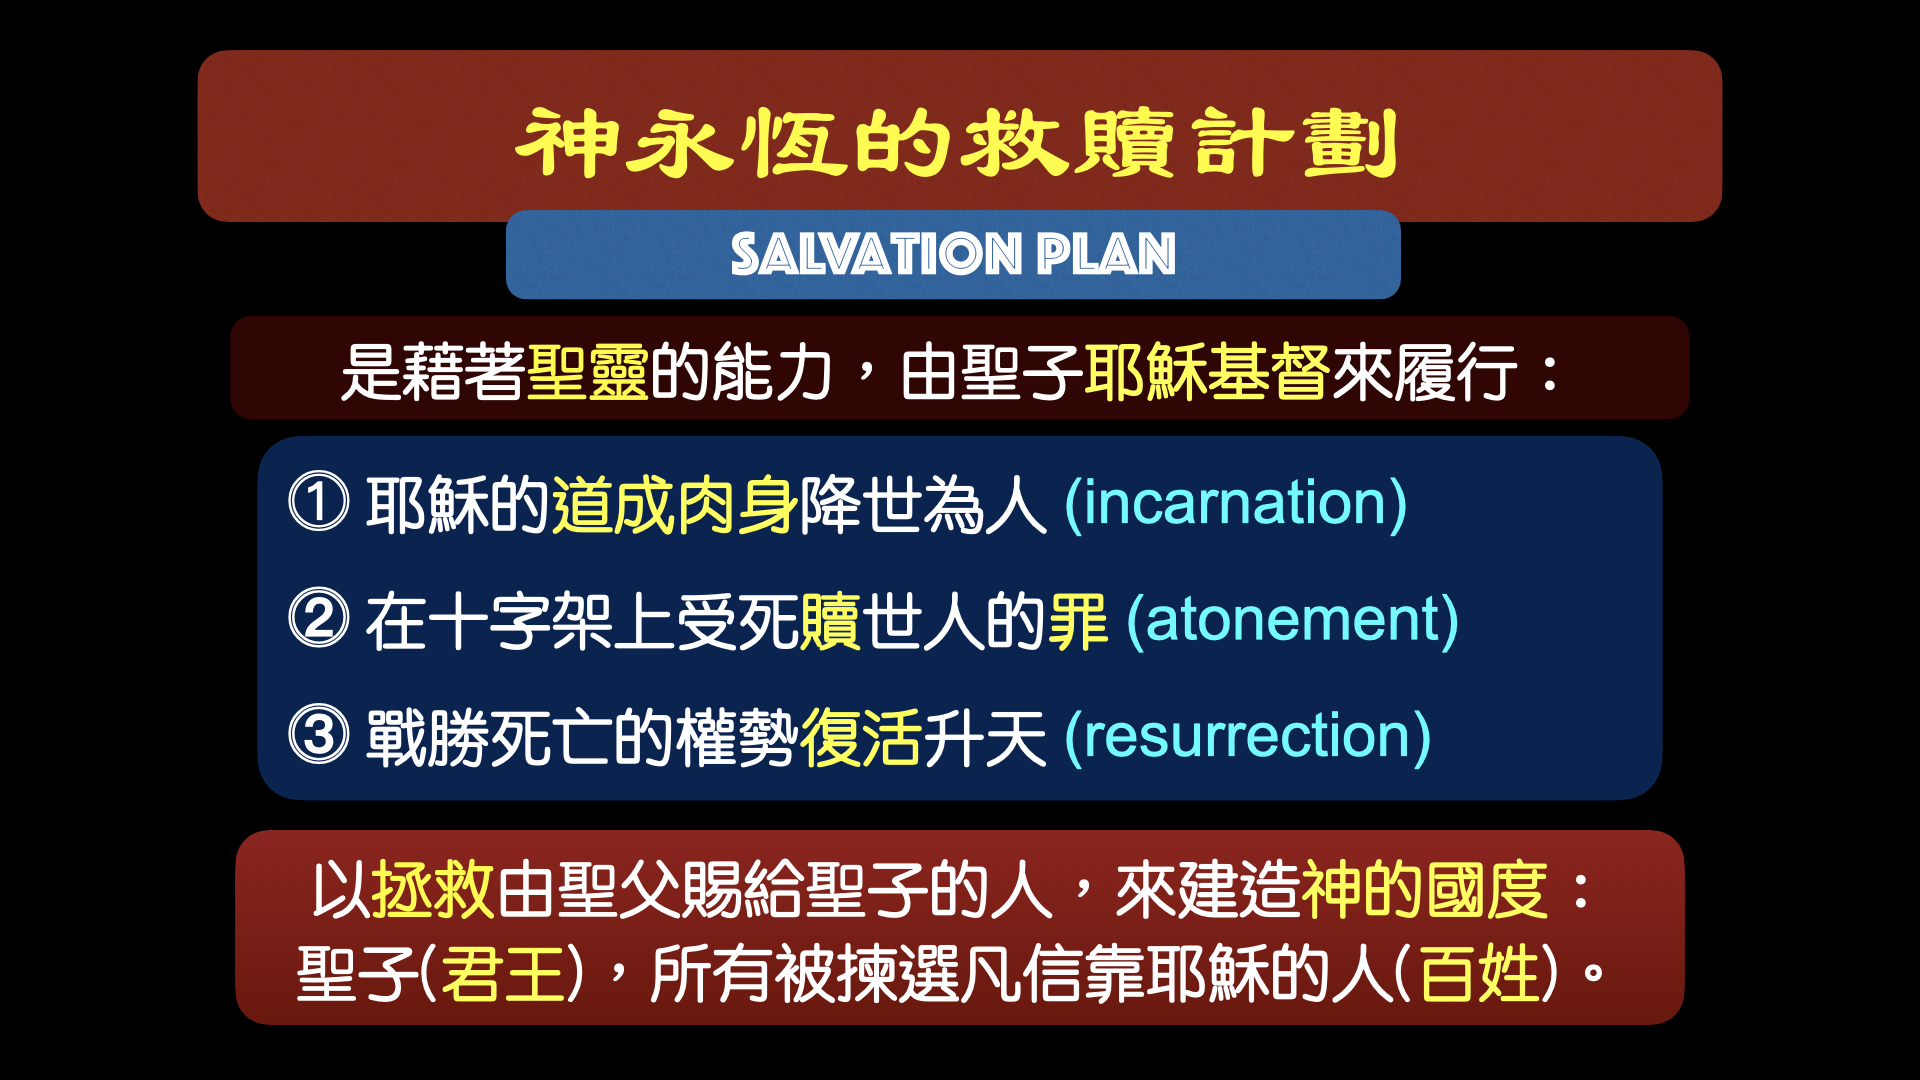 神永恆的救贖計劃
SALVATION PLAN
是藉著聖靈的能力，由聖子耶穌基督來履行：
① 耶穌的道成肉身降世為人 (incarnation)
② 在十字架上受死贖世人的罪 (atonement)
③ 戰勝死亡的權勢復活升天 (resurrection)
以拯救由聖父賜給聖子的人，來建造神的國度：
聖子(君王)，所有被揀選凡信靠耶穌的人(百姓)。